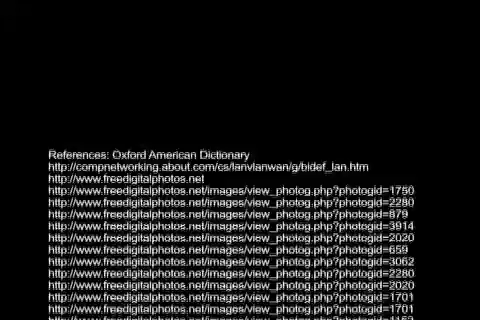 References: Oxford American Dictionary
http://compnetworking.about.com/cs/lanvlanwan/g/bldef_lan.htm
http://www.freedigitalphotos.net
http://www.freedigitalphotos.net/images/view_photog.php?photogid=1750
http://www.freedigitalphotos.net/images/view_photog.php?photogid=2280
http://www.freedigitalphotos.net/images/view_photog.php?photogid=879
http://www.freedigitalphotos.net/images/view_photog.php?photogid=3914
http://www.freedigitalphotos.net/images/view_photog.php?photogid=2020
http://www.freedigitalphotos.net/images/view_photog.php?photogid=659
http://www.freedigitalphotos.net/images/view_photog.php?photogid=3062
http://www.freedigitalphotos.net/images/view_photog.php?photogid=2280
http://www.freedigitalphotos.net/images/view_photog.php?photogid=2020
http://www.freedigitalphotos.net/images/view_photog.php?photogid=1701
http://www.freedigitalphotos.net/images/view_photog.php?photogid=1701